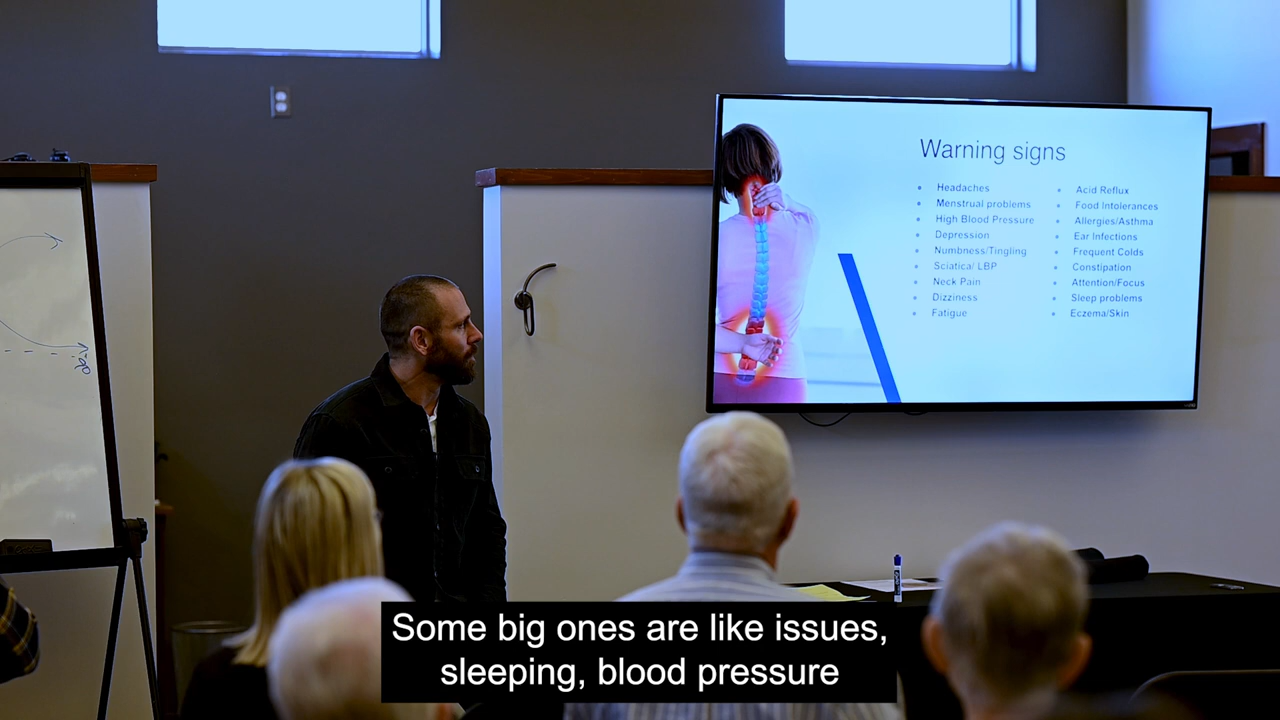 Warning signs
Headaches
Menstrual problems
High Blood Pressure
Depression
Numbness/Tingling
Sciatica/ LBP
Neck Pain
Dizziness
Fatigue
Acid Reflux
Food Intolerances
Allergies/Asthma
Ear Infections
Frequent Colds
Constipation
Attention/Focus
Sleep problems
Eczema/Skin
Some big ones are like issues,
sleeping, blood pressure